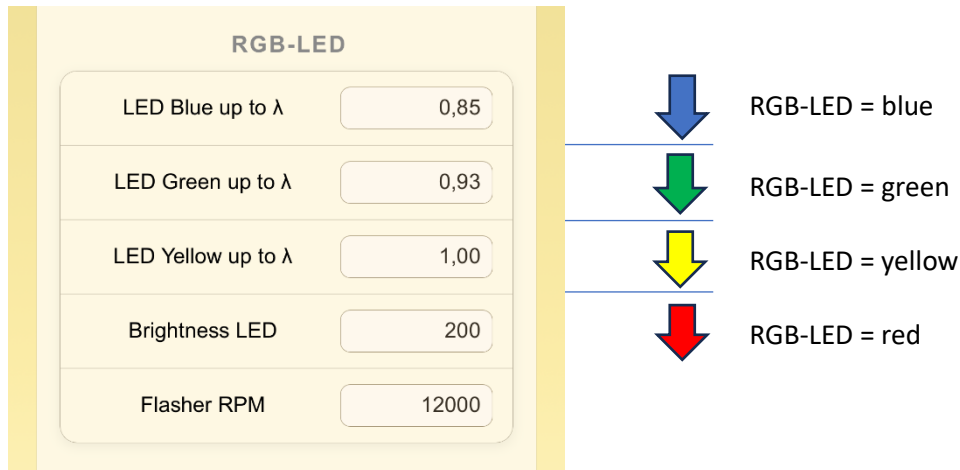 RGB-LED
LED Blue up to λ 0,85
RGB-LED = blue
LED Green up to λ 0,93
RGB-LED = green
LED Yellow up to λ 1,00
RGB-LED = yellow
Brightness LED 200
RGB-LED = red
Flasher RPM 12000